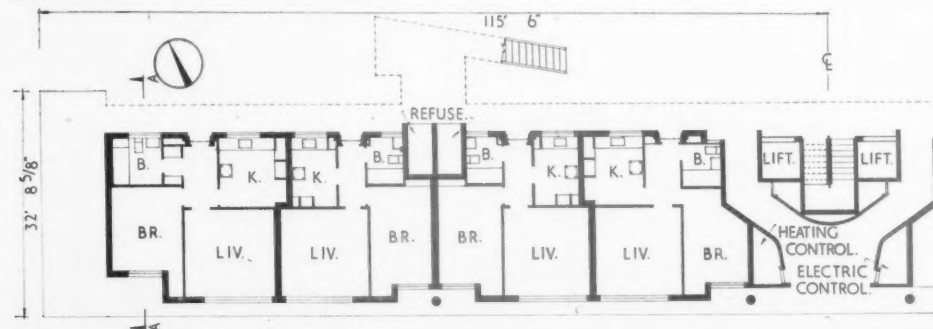 115' 6"
A
REFUSE.
℄
32' 8 5/8"
B. K. K. B. B. K. K. B. LIFT. LIFT.
BR. LIV. LIV. BR. BR. LIV. LIV. BR.
HEATING
CONTROL.
ELECTRIC
CONTROL.
A